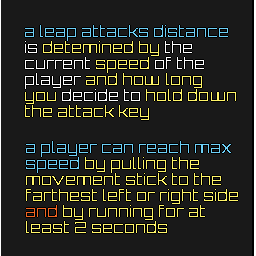 a leap attacks distance
is detemined by the
current speed of the
player and how long
you decide to hold down
the attack key
a player can reach max
speed by pulling the
movement stick to the
farthest left or right side
and by running for at
least 2 seconds